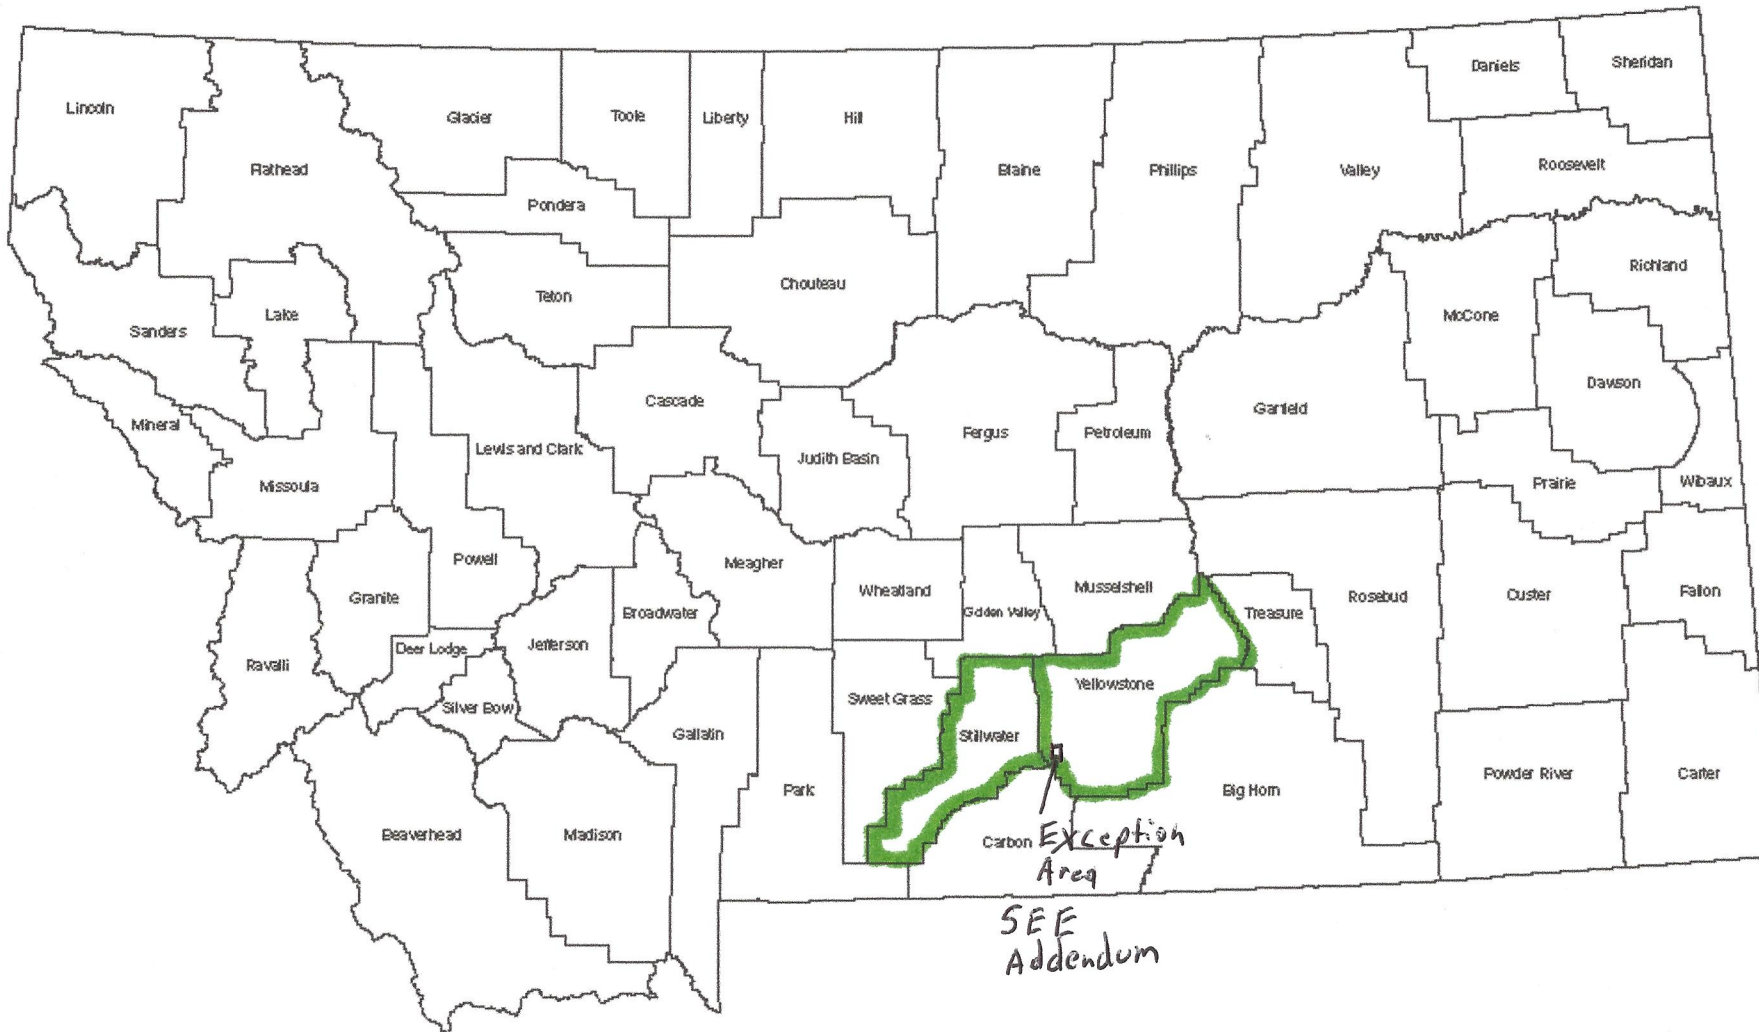 Lincoln
Flathead
Glacier
Toole
Liberty
Hill
Blaine
Phillips
Valley
Daniels
Sheridan
Roosevelt
Pondera
Teton
Chouteau
Richland
McCone
Dawson
Sanders
Lake
Mineral
Missoula
Lewis and Clark
Cascade
Judith Basin
Fergus
Petroleum
Garfield
Prairie
Wibaux
Powell
Granite
Ravalli
Deer Lodge
Silver Bow
Jefferson
Broadwater
Meagher
Wheatland
Golden Valley
Musselshell
Treasure
Rosebud
Custer
Fallon
Beaverhead
Madison
Gallatin
Park
Sweet Grass
Stillwater
Yellowstone
Carbon
Big Horn
Powder River
Carter
Exception
Area
SEE
Addendum